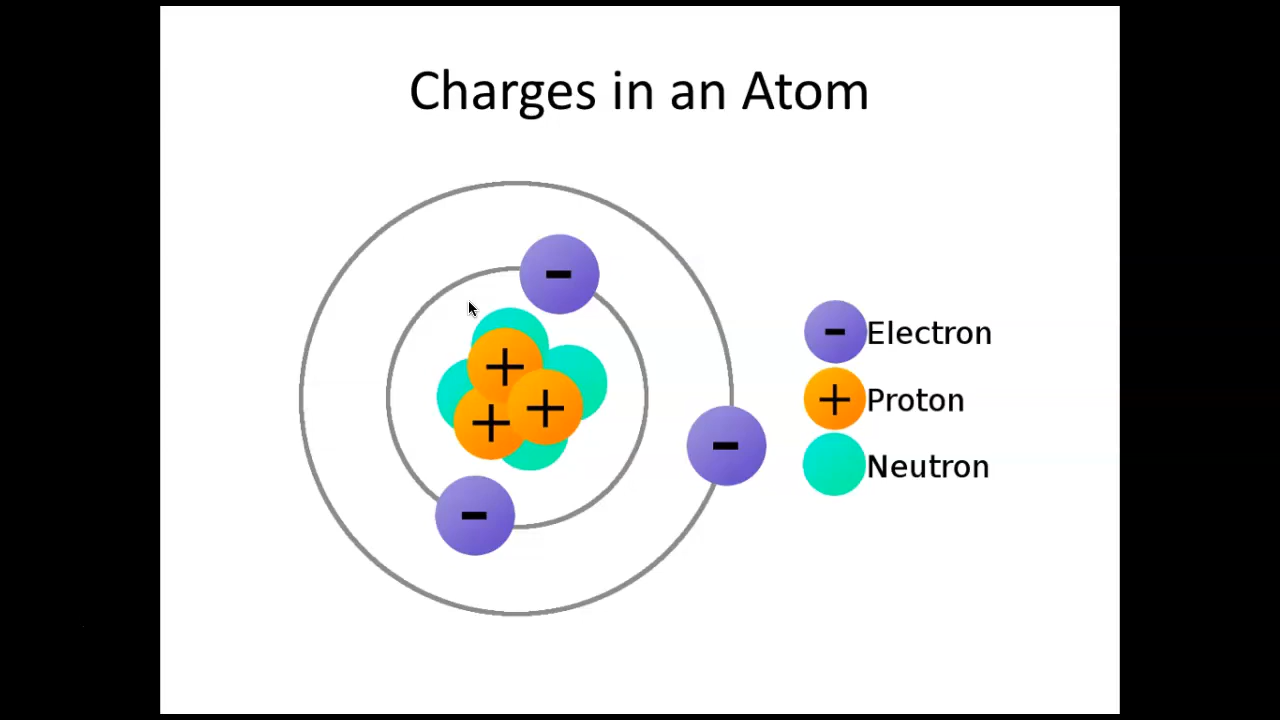 Charges in an Atom
-
+
+
+
-
-
- Electron
+ Proton
Neutron